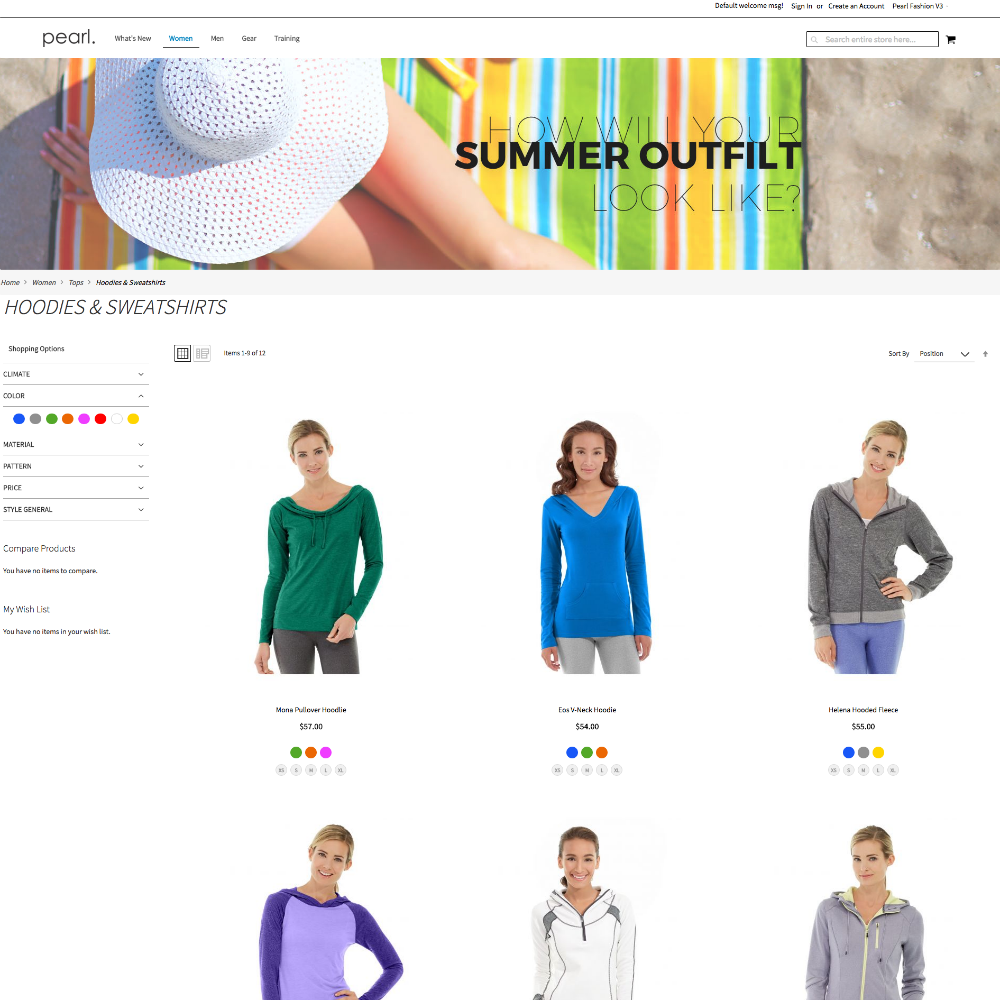 Default welcome msg! Sign In or Create an Account Pearl Fashion V3
pearl. What's New Women Men Gear Training Search entire store here...
HOW WILL YOUR
SUMMER OUTFILT
LOOK LIKE?
Home > Women > Tops > Hoodies & Sweatshirts
HOODIES & SWEATSHIRTS
Shopping Options
Items 1-9 of 12 Sort By Position
CLIMATE
COLOR
MATERIAL
PATTERN
PRICE
STYLE GENERAL
Compare Products
You have no items to compare.
My Wish List
You have no items in your wish list.
Mona Pullover Hoodlie
$57.00
XS S M L XL
Eos V-Neck Hoodie
$54.00
XS S M L XL
Helena Hooded Fleece
$55.00
XS S M L XL